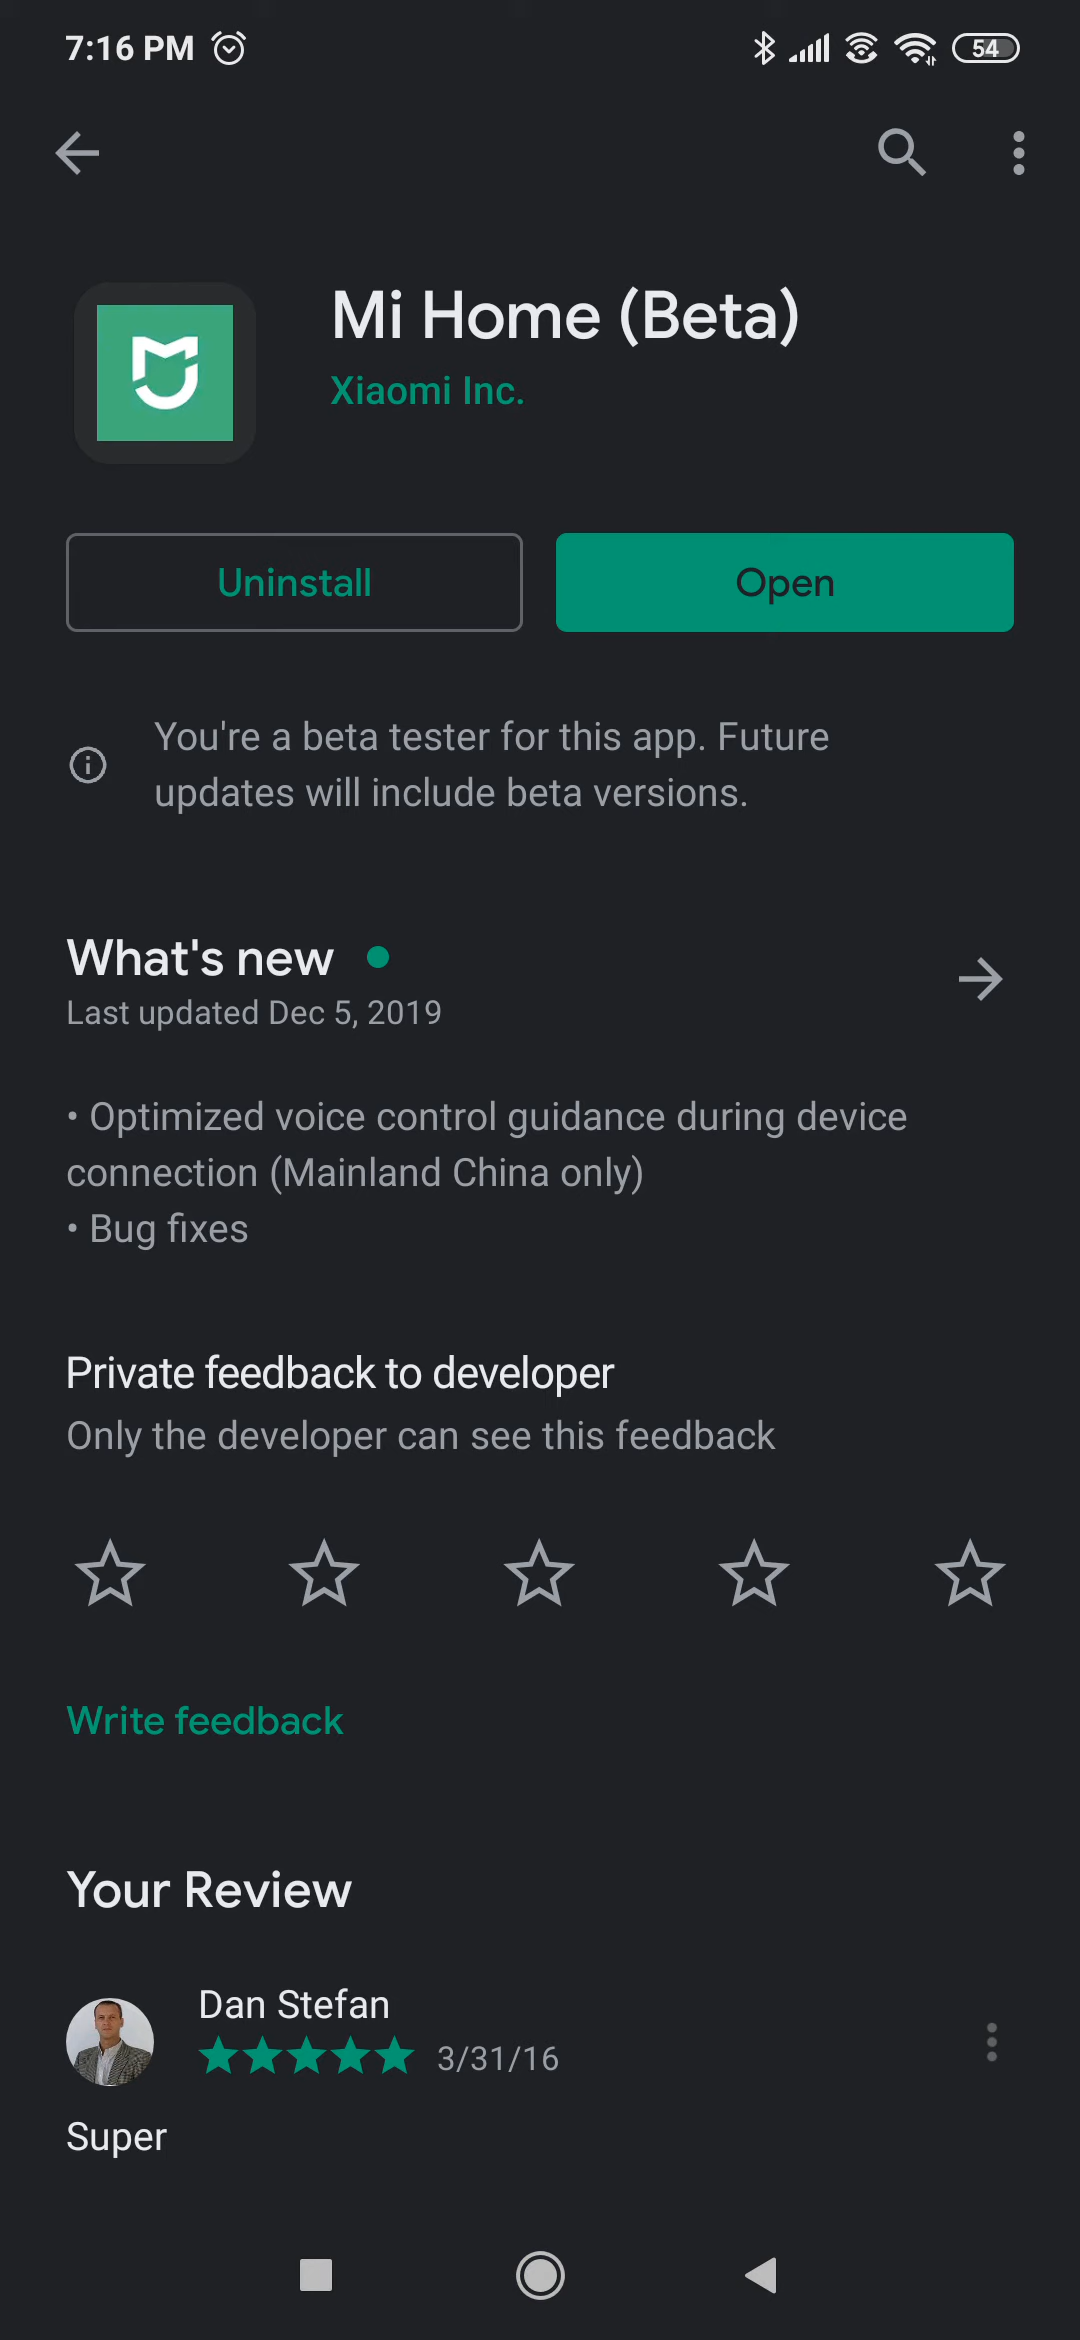 7:16 PM
54
Mi Home (Beta)
Xiaomi Inc.
Uninstall
Open
You're a beta tester for this app. Future
updates will include beta versions.
What's new
Last updated Dec 5, 2019
• Optimized voice control guidance during device
connection (Mainland China only)
• Bug fixes
Private feedback to developer
Only the developer can see this feedback
Write feedback
Your Review
Dan Stefan
3/31/16
Super